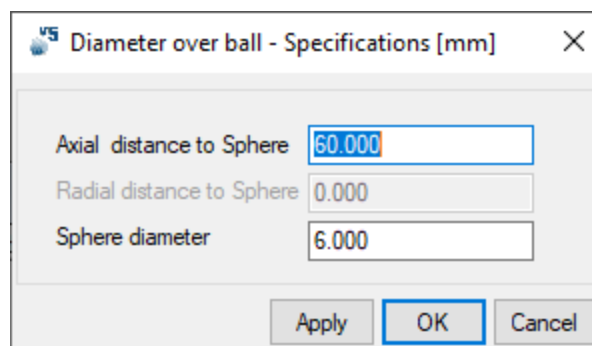 VS Diameter over ball - Specifications [mm]
Axial distance to Sphere 60.000
Radial distance to Sphere 0.000
Sphere diameter 6.000
Apply OK Cancel